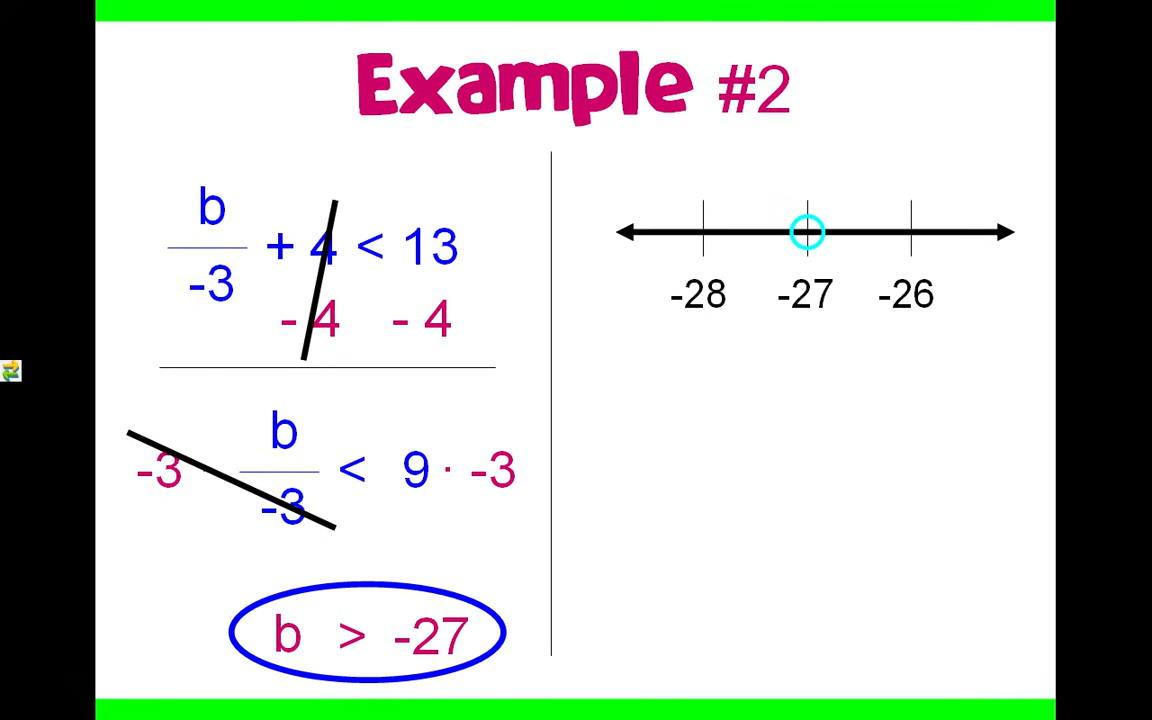 Example #2
b
+ 4 < 13
-3
- 4 - 4
b
-3 · < 9 · -3
-3
b > -27
-28 -27 -26